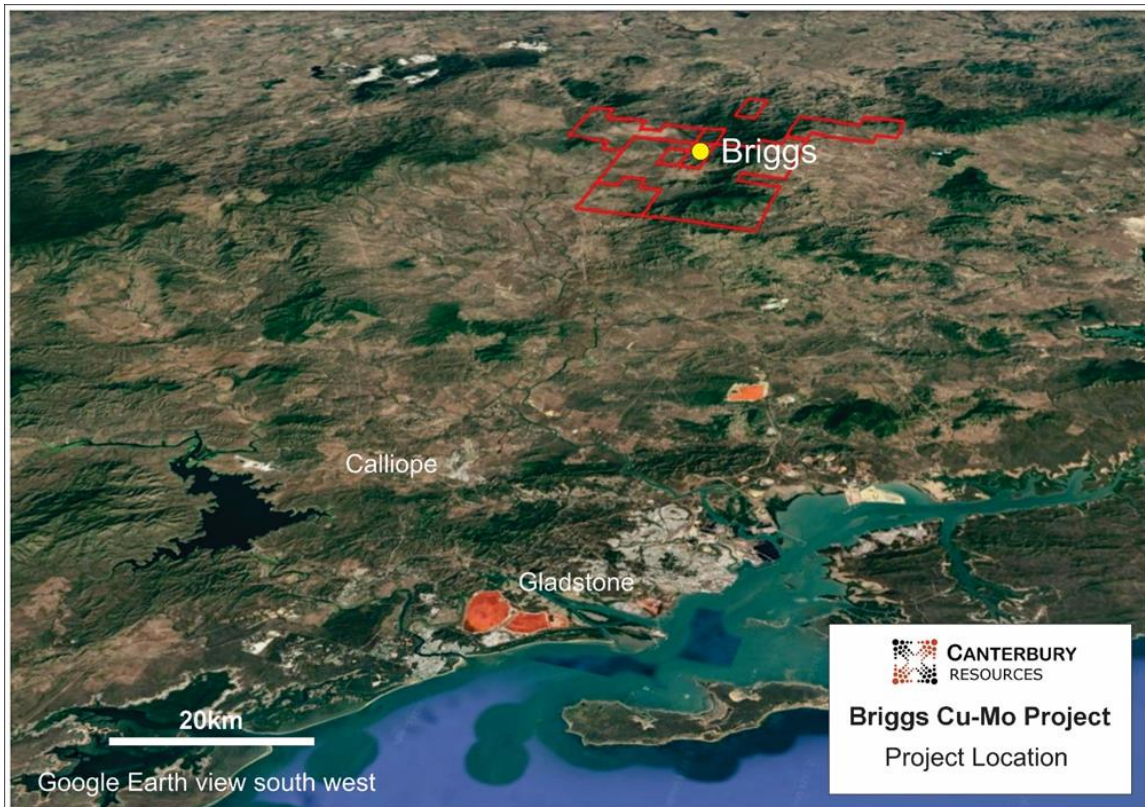 Briggs
Calliope
Gladstone
20km
Google Earth view south west
CANTERBURY
RESOURCES
Briggs Cu-Mo Project
Project Location